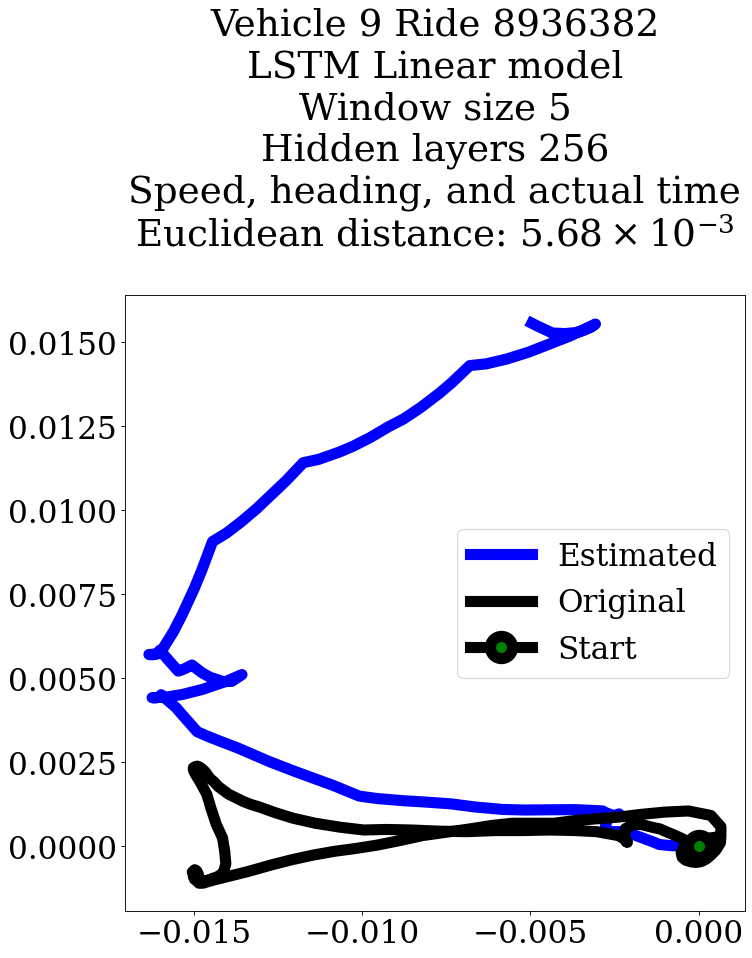 Vehicle 9 Ride 8936382
LSTM Linear model
Window size 5
Hidden layers 256
Speed, heading, and actual time
Euclidean distance: 5.68 × 10⁻³
0.0150
0.0125
0.0100
0.0075
0.0050
0.0025
0.0000
Estimated
Original
Start
−0.015 −0.010 −0.005 0.000